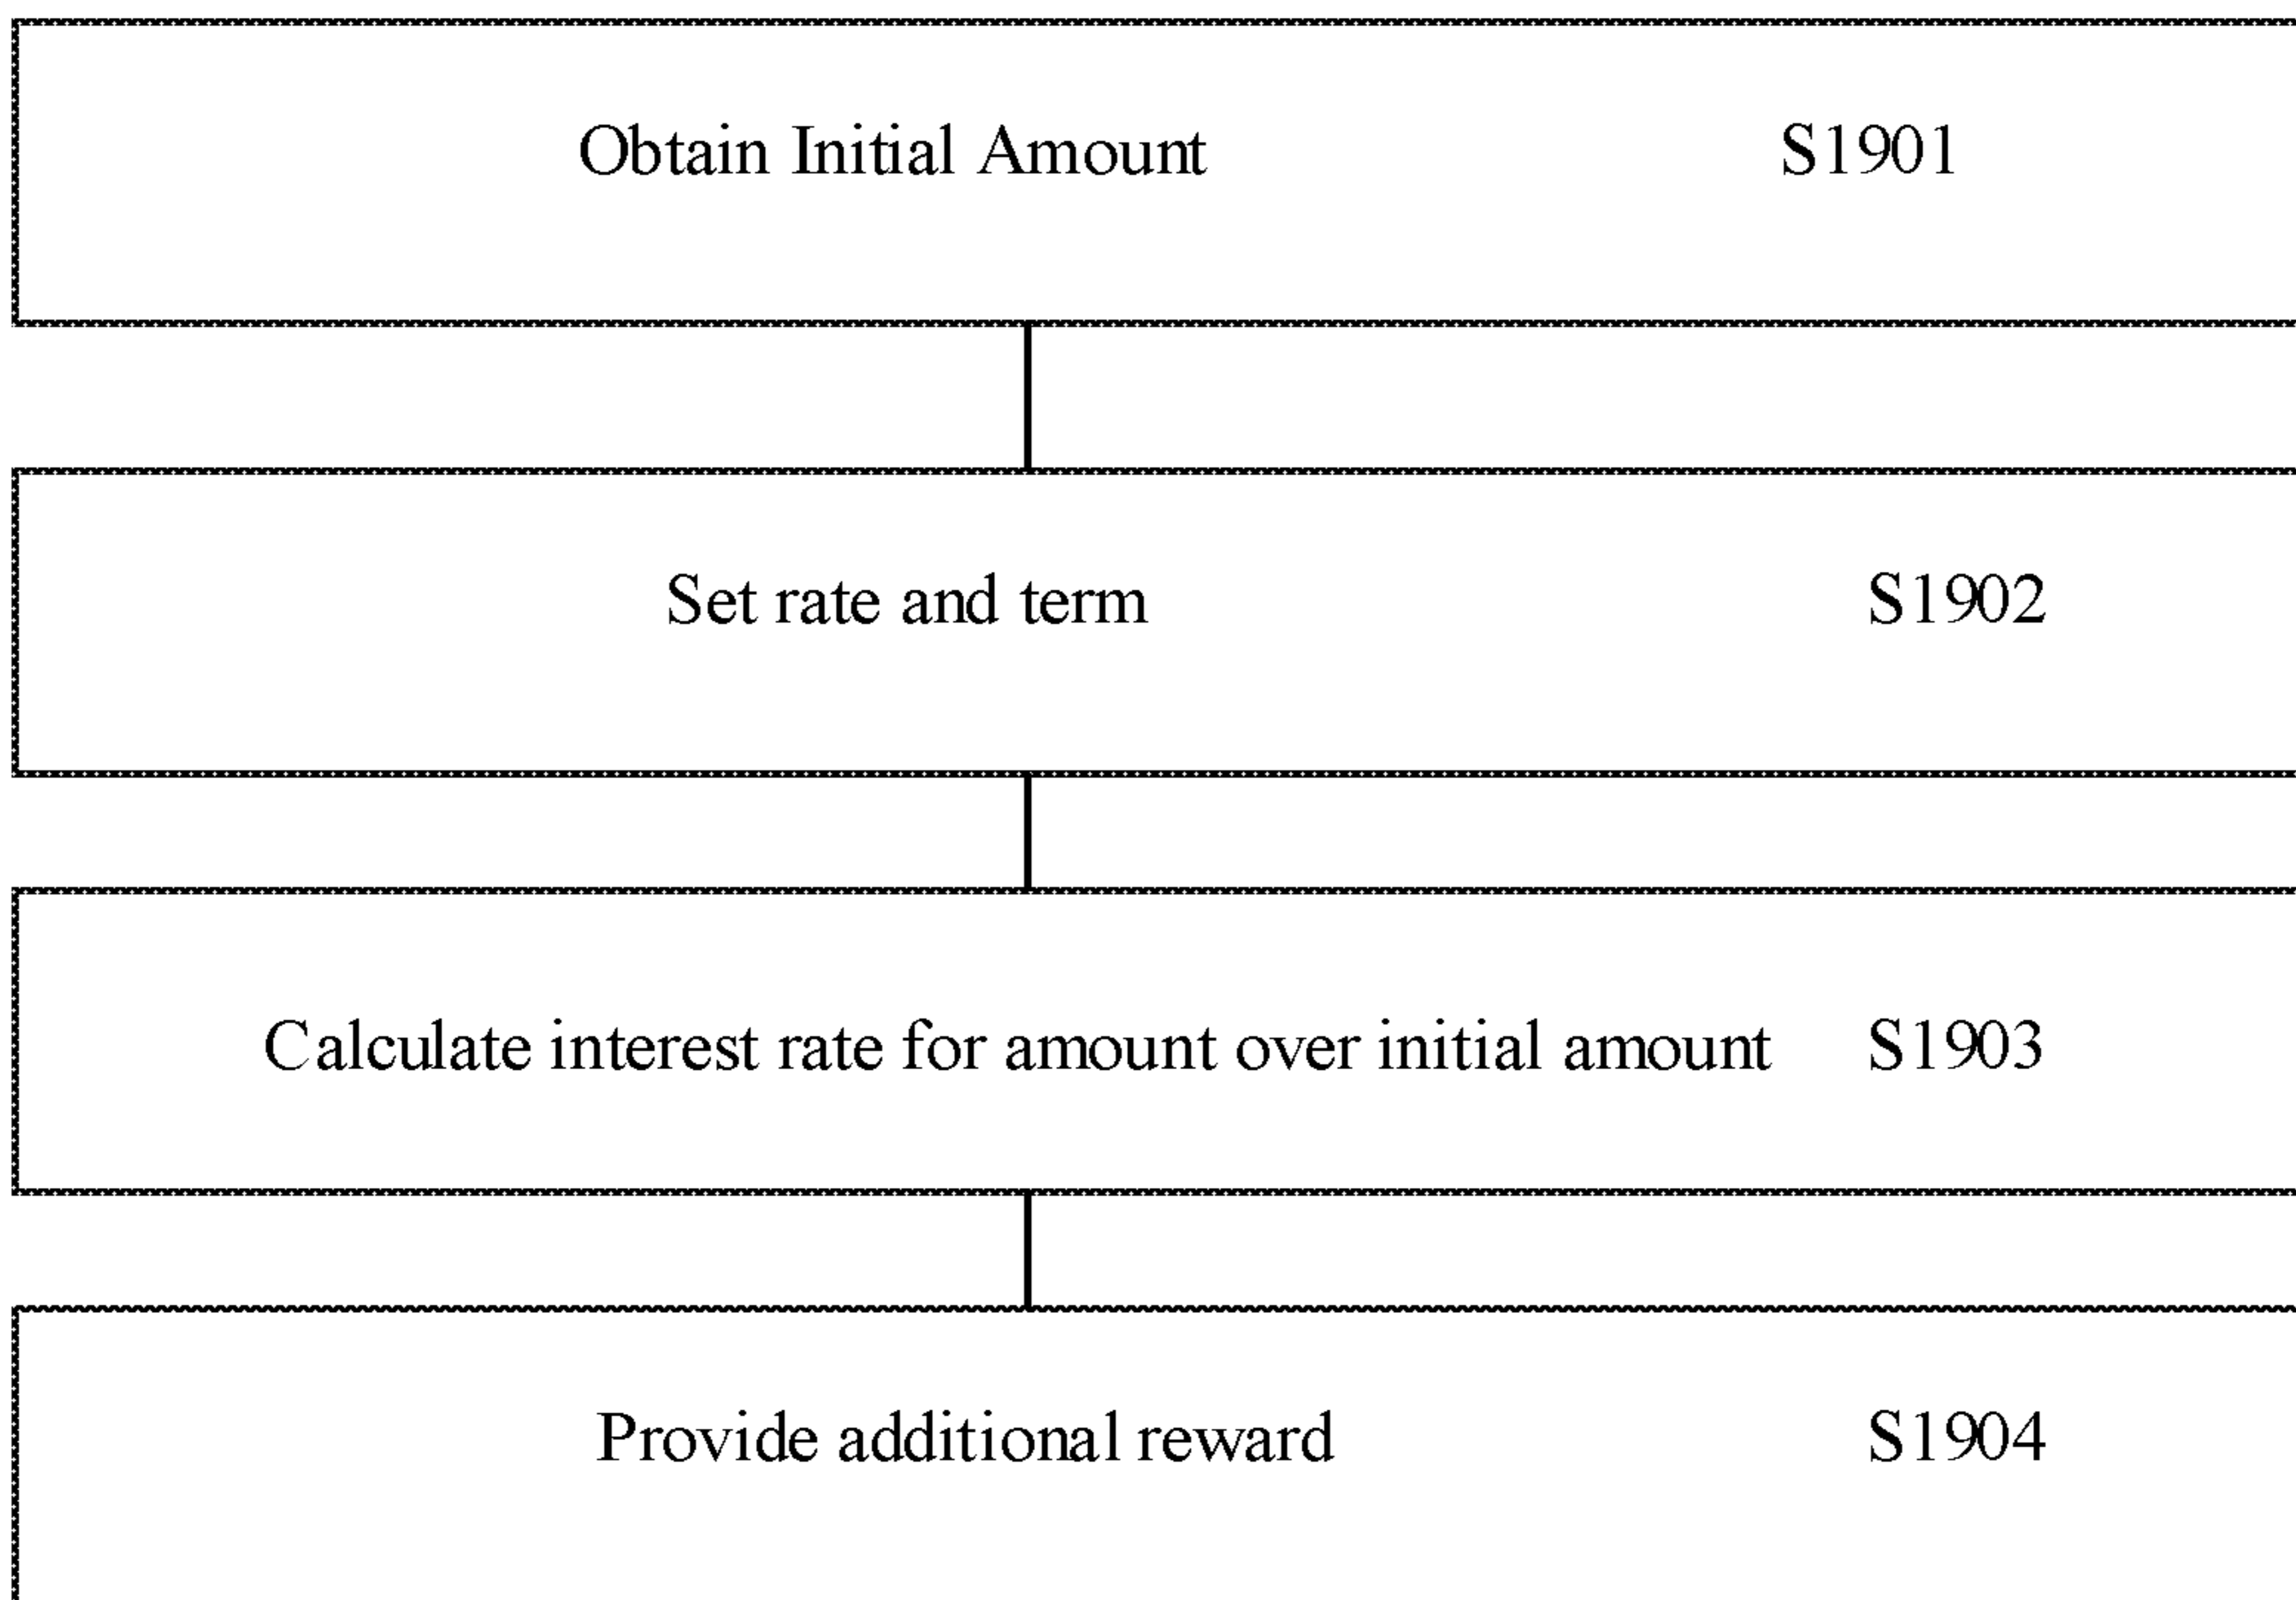 Obtain Initial Amount S1901
Set rate and term S1902
Calculate interest rate for amount over initial amount S1903
Provide additional reward S1904